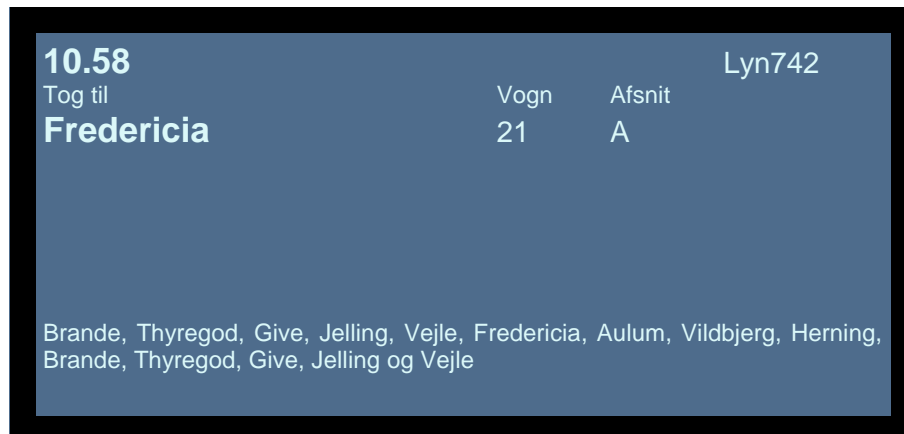 10.58 Lyn742
Tog til Vogn Afsnit
Fredericia 21 A
Brande, Thyregod, Give, Jelling, Vejle, Fredericia, Aulum, Vildbjerg, Herning,
Brande, Thyregod, Give, Jelling og Vejle